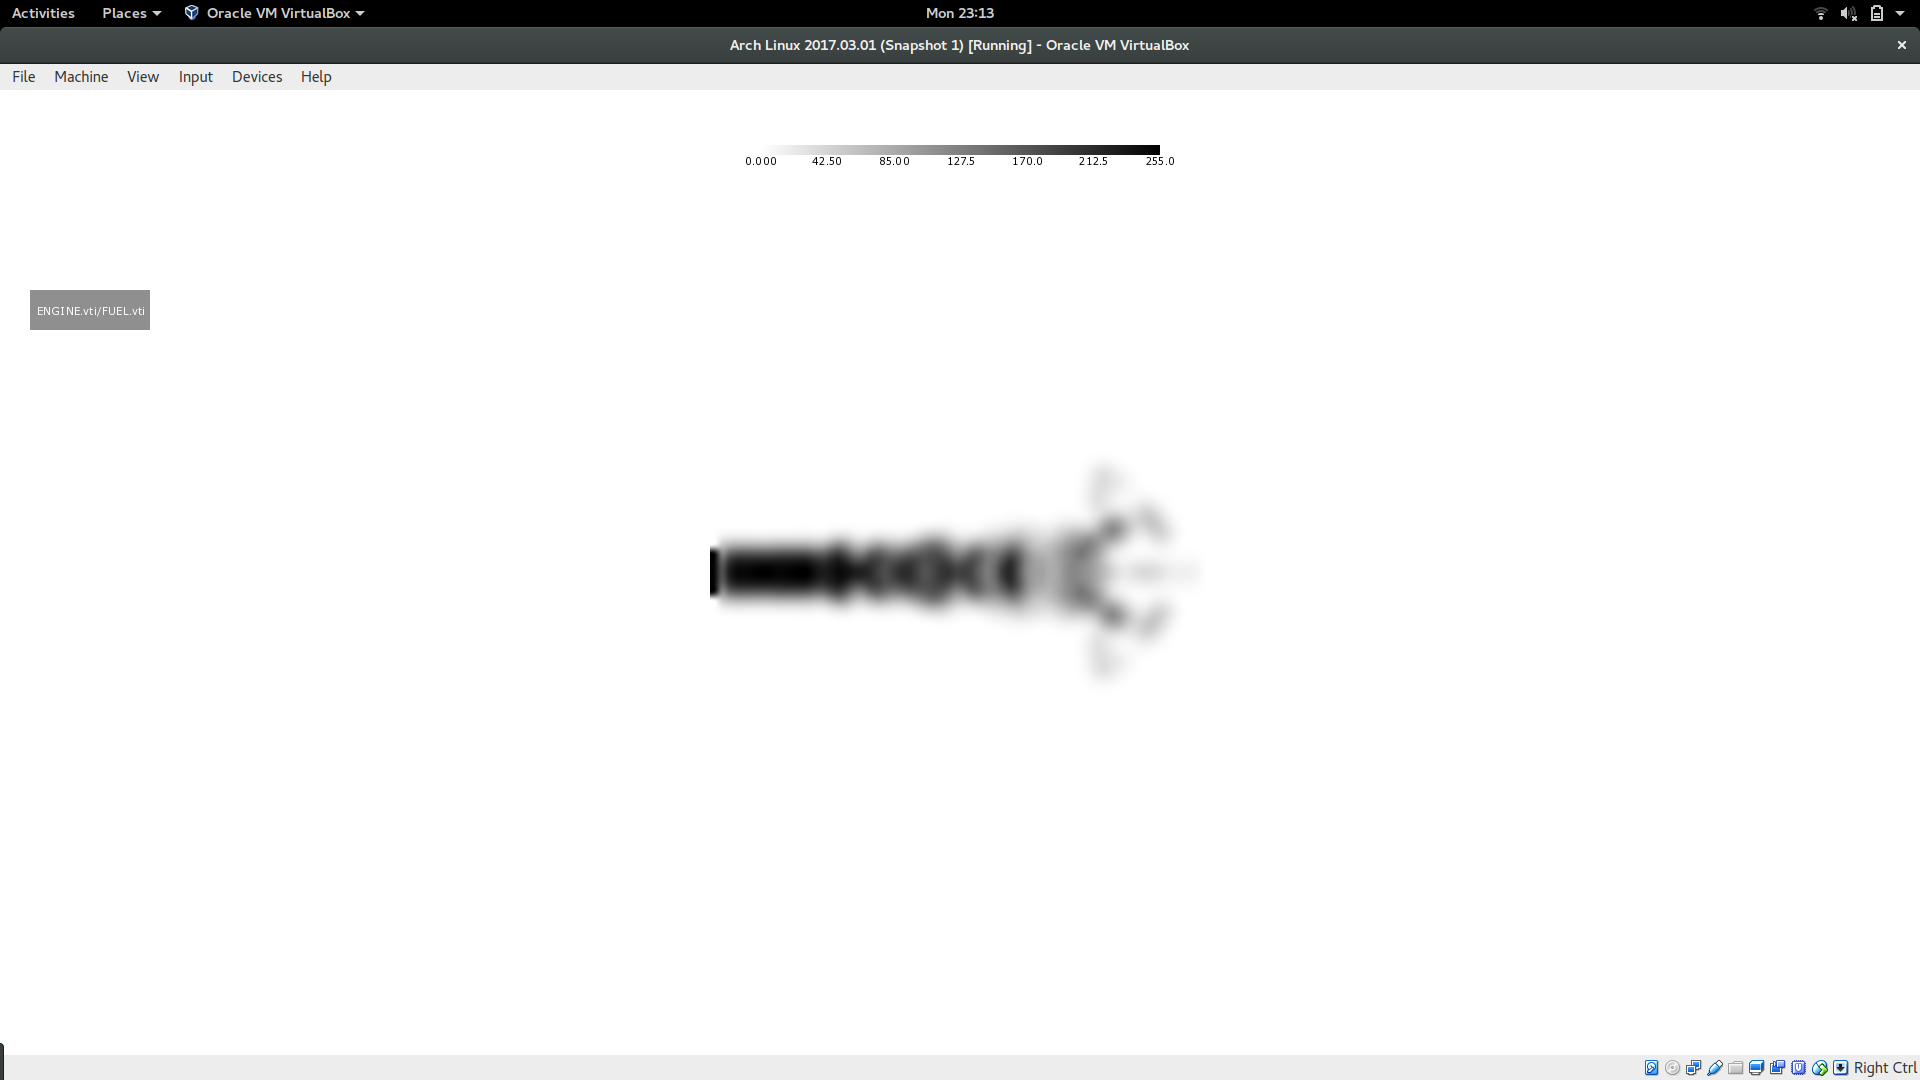 Activities Places Oracle VM VirtualBox Mon 23:13
Arch Linux 2017.03.01 (Snapshot 1) [Running] - Oracle VM VirtualBox
File Machine View Input Devices Help
0.000 42.50 85.00 127.5 170.0 212.5 255.0
ENGINE.vti/FUEL.vti
Right Ctrl